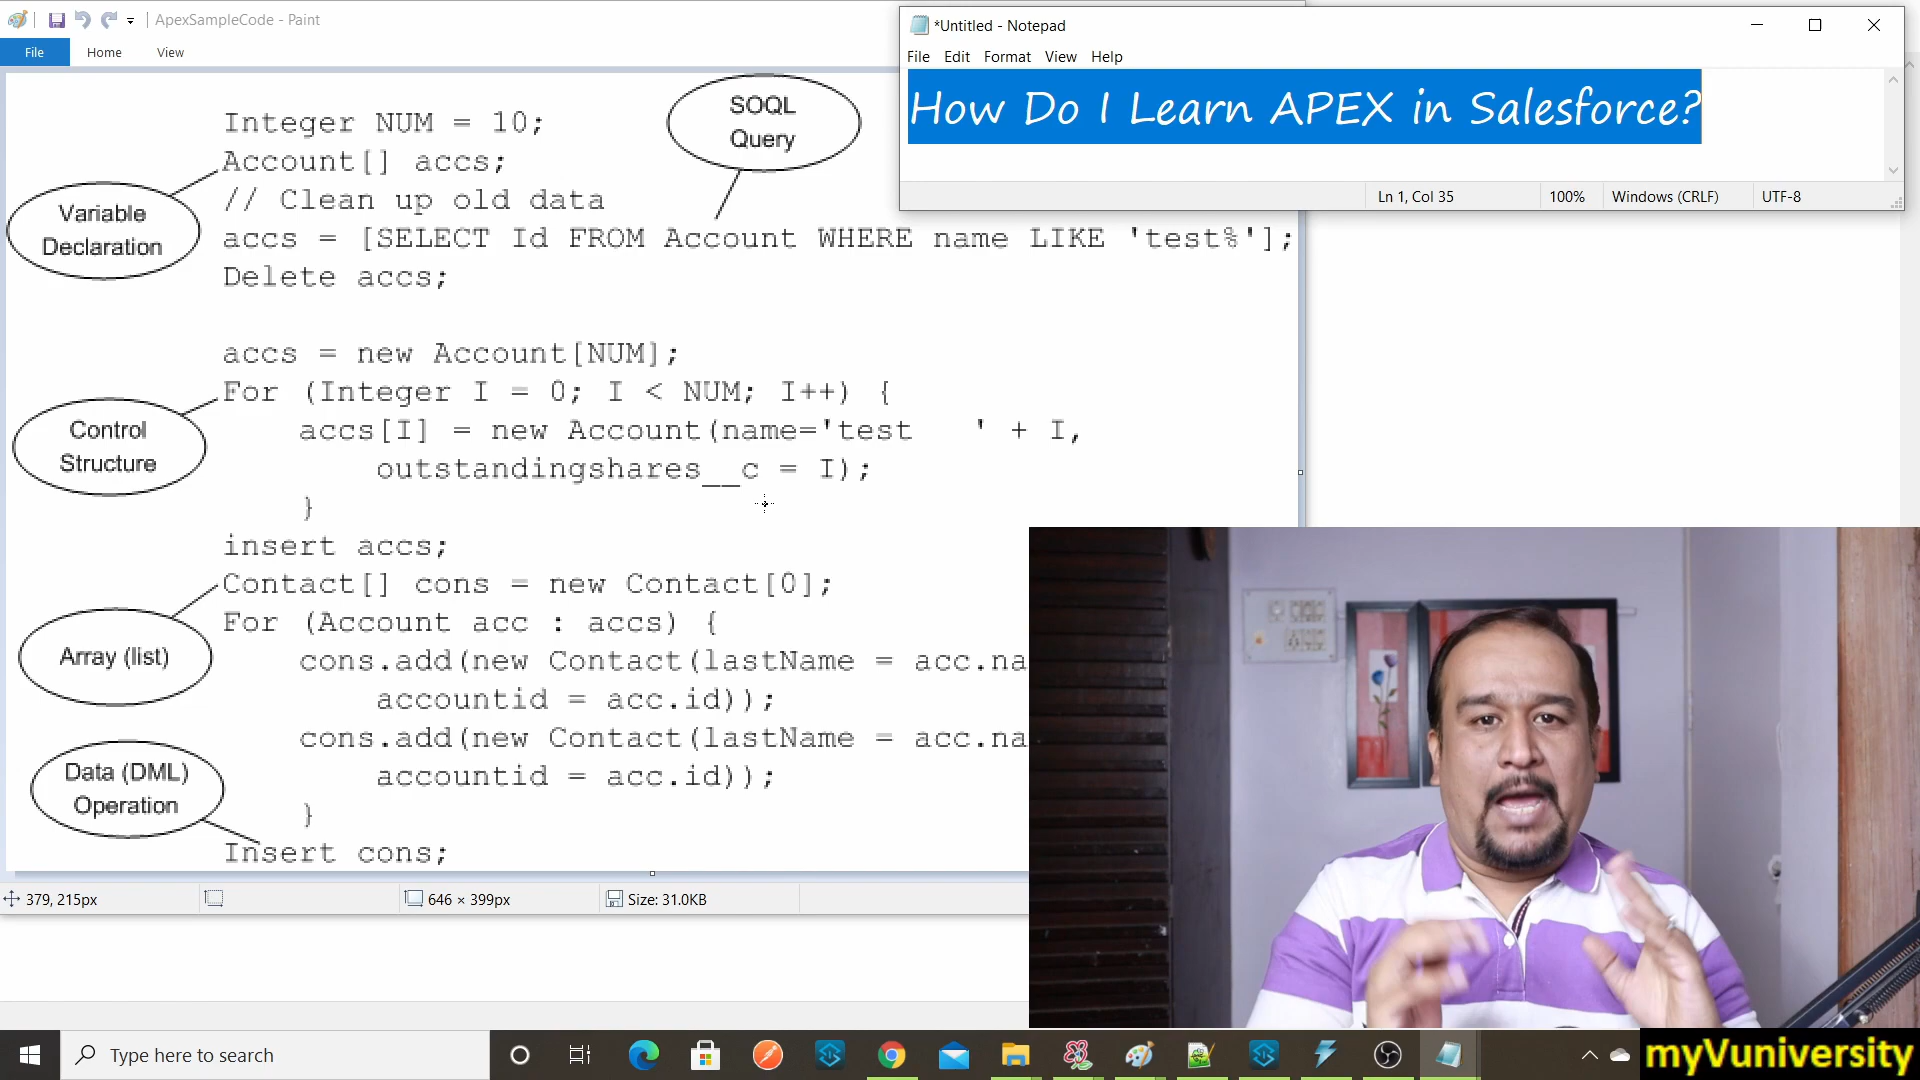 ApexSampleCode - Paint
File Home View
*Untitled - Notepad
File Edit Format View Help
How Do I Learn APEX in Salesforce?
Ln 1, Col 35 100% Windows (CRLF) UTF-8
SOQL
Query
Variable
Declaration
Control
Structure
Array (list)
Data (DML)
Operation
Integer NUM = 10;
Account[] accs;
// Clean up old data
accs = [SELECT Id FROM Account WHERE name LIKE 'test%'];
Delete accs;
accs = new Account[NUM];
For (Integer I = 0; I < NUM; I++) {
accs[I] = new Account(name='test ' + I,
outstandingshares__c = I);
}
insert accs;
Contact[] cons = new Contact[0];
For (Account acc : accs) {
cons.add(new Contact(lastName = acc.na
accountid = acc.id));
cons.add(new Contact(lastName = acc.na
accountid = acc.id));
}
Insert cons;
379, 215px 646 × 399px Size: 31.0KB
Type here to search
myVuniversity